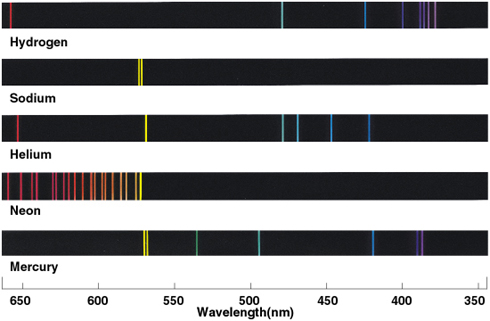 Hydrogen
Sodium
Helium
Neon
Mercury
650 600 550 500 450 400 350
Wavelength(nm)